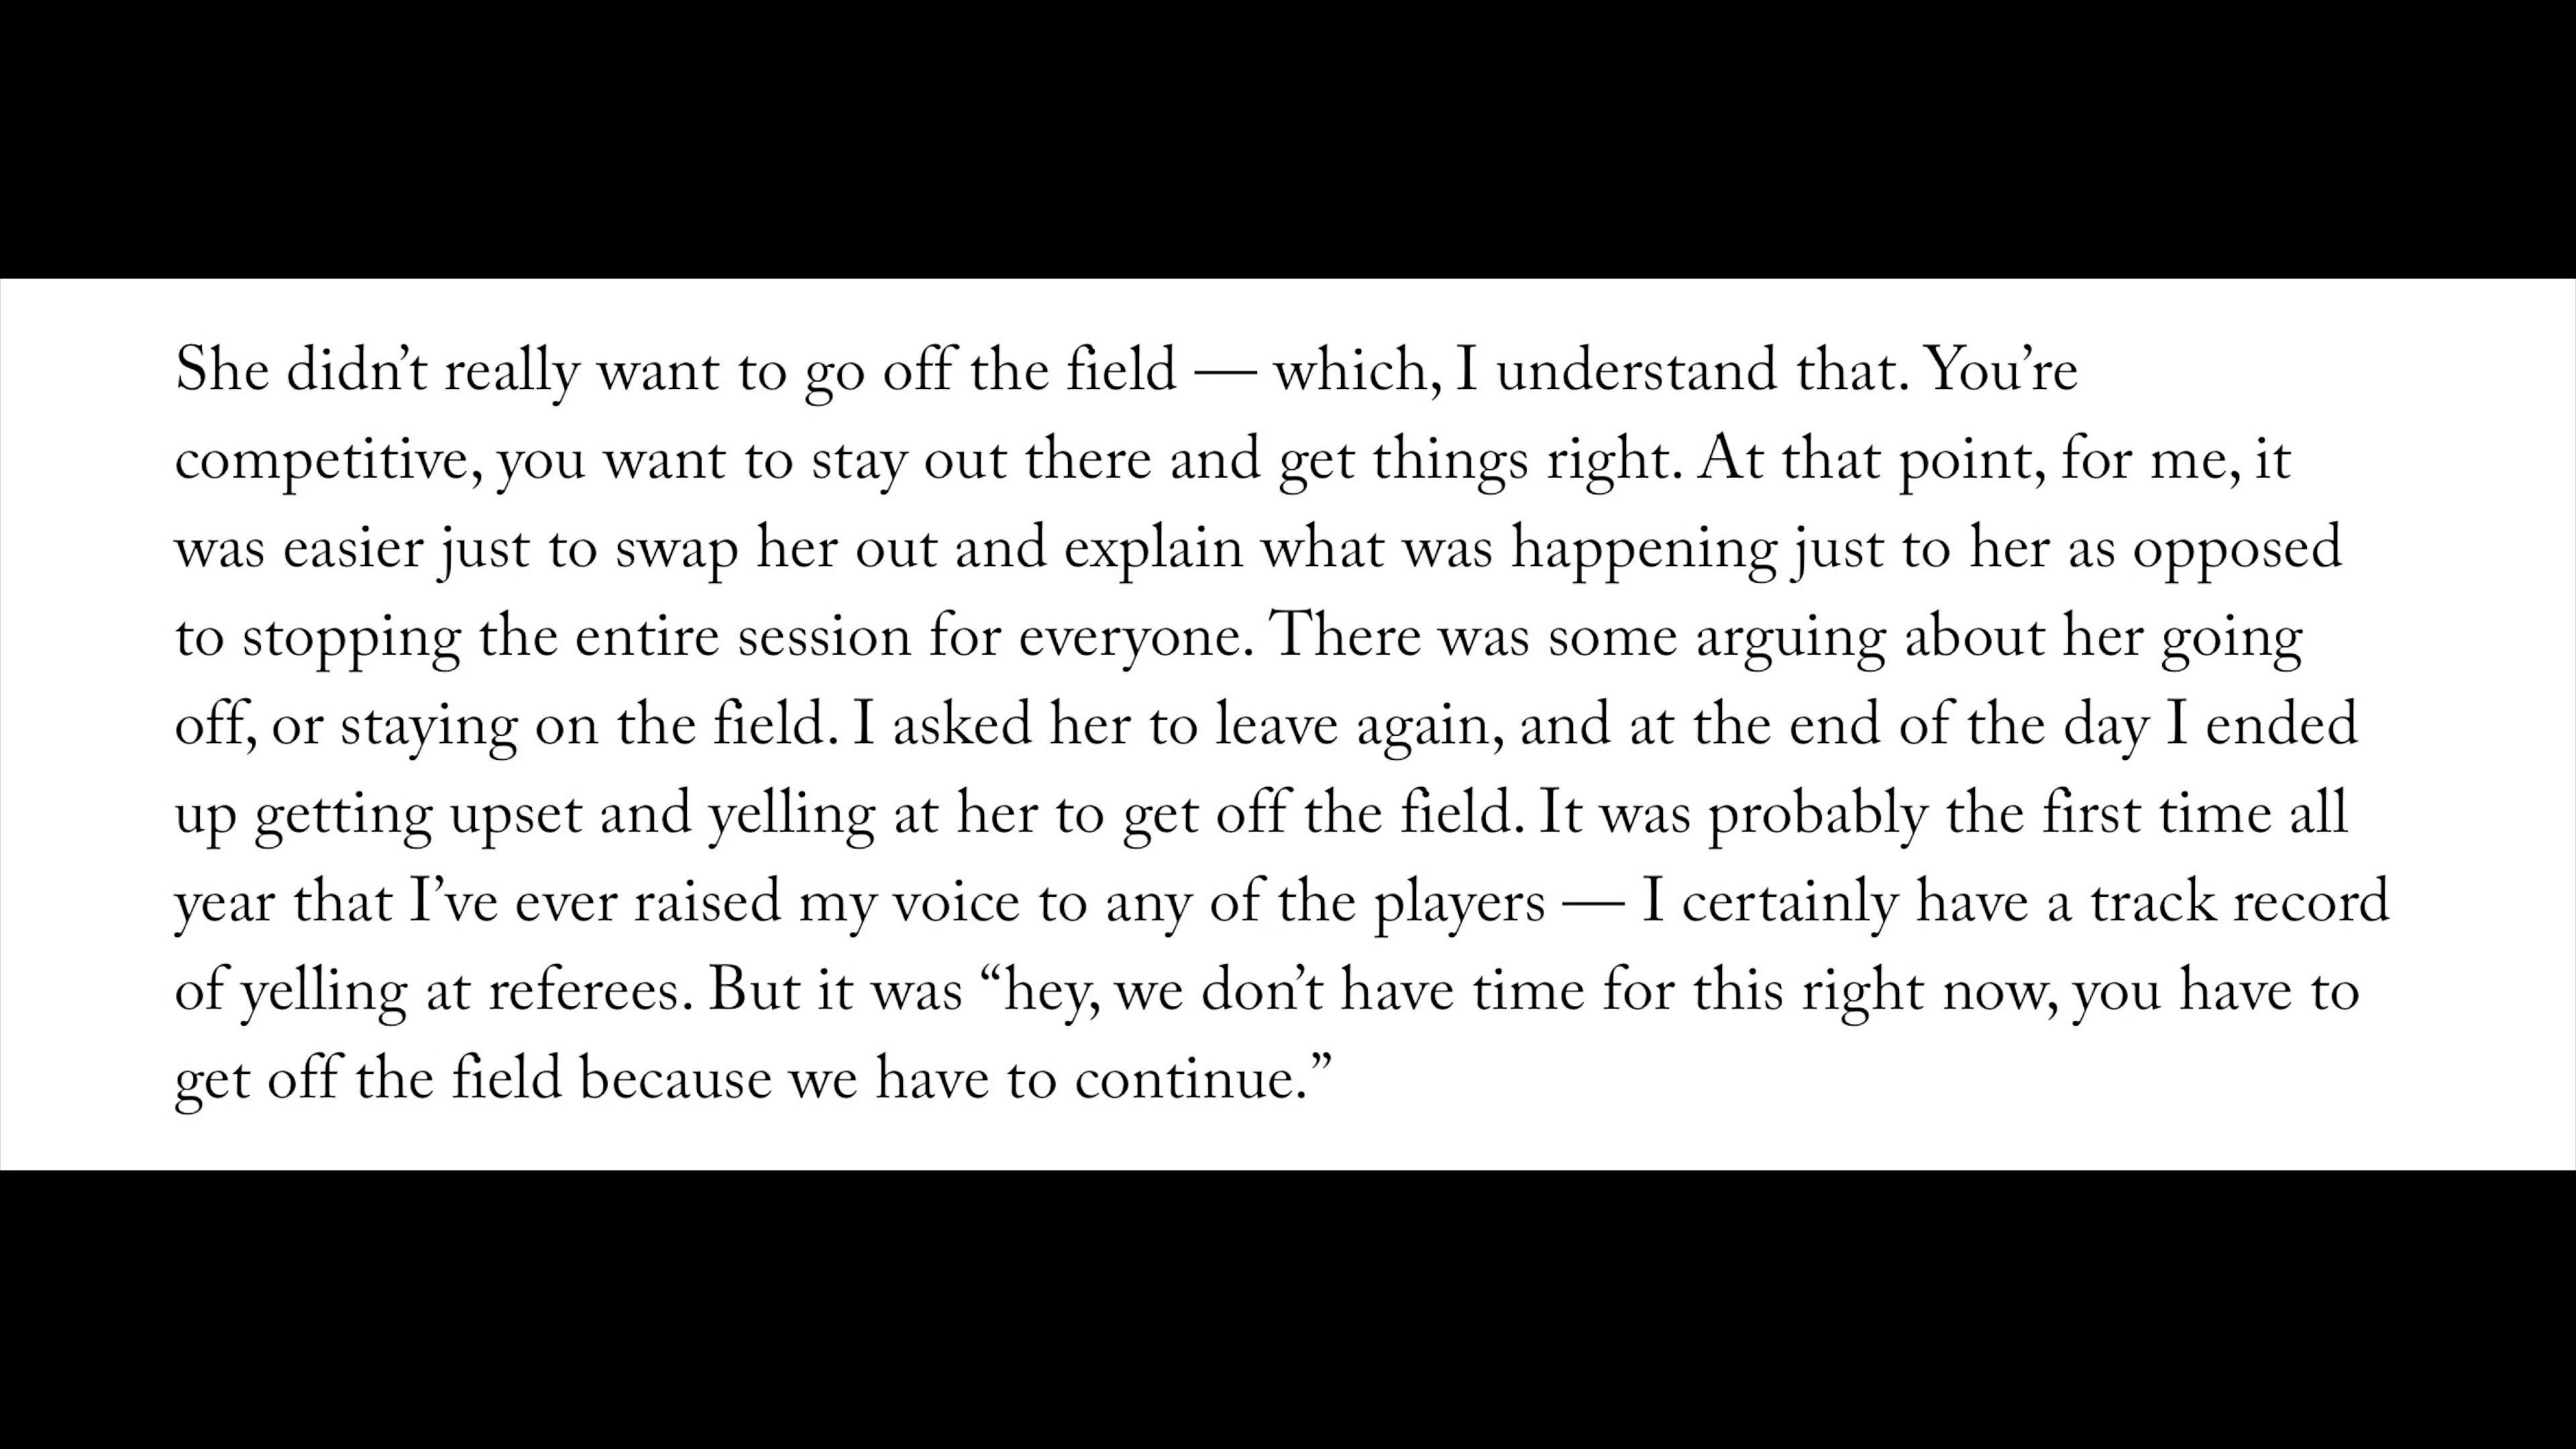 She didn’t really want to go off the field — which, I understand that. You’re
competitive, you want to stay out there and get things right. At that point, for me, it
was easier just to swap her out and explain what was happening just to her as opposed
to stopping the entire session for everyone. There was some arguing about her going
off, or staying on the field. I asked her to leave again, and at the end of the day I ended
up getting upset and yelling at her to get off the field. It was probably the first time all
year that I’ve ever raised my voice to any of the players — I certainly have a track record
of yelling at referees. But it was “hey, we don’t have time for this right now, you have to
get off the field because we have to continue.”